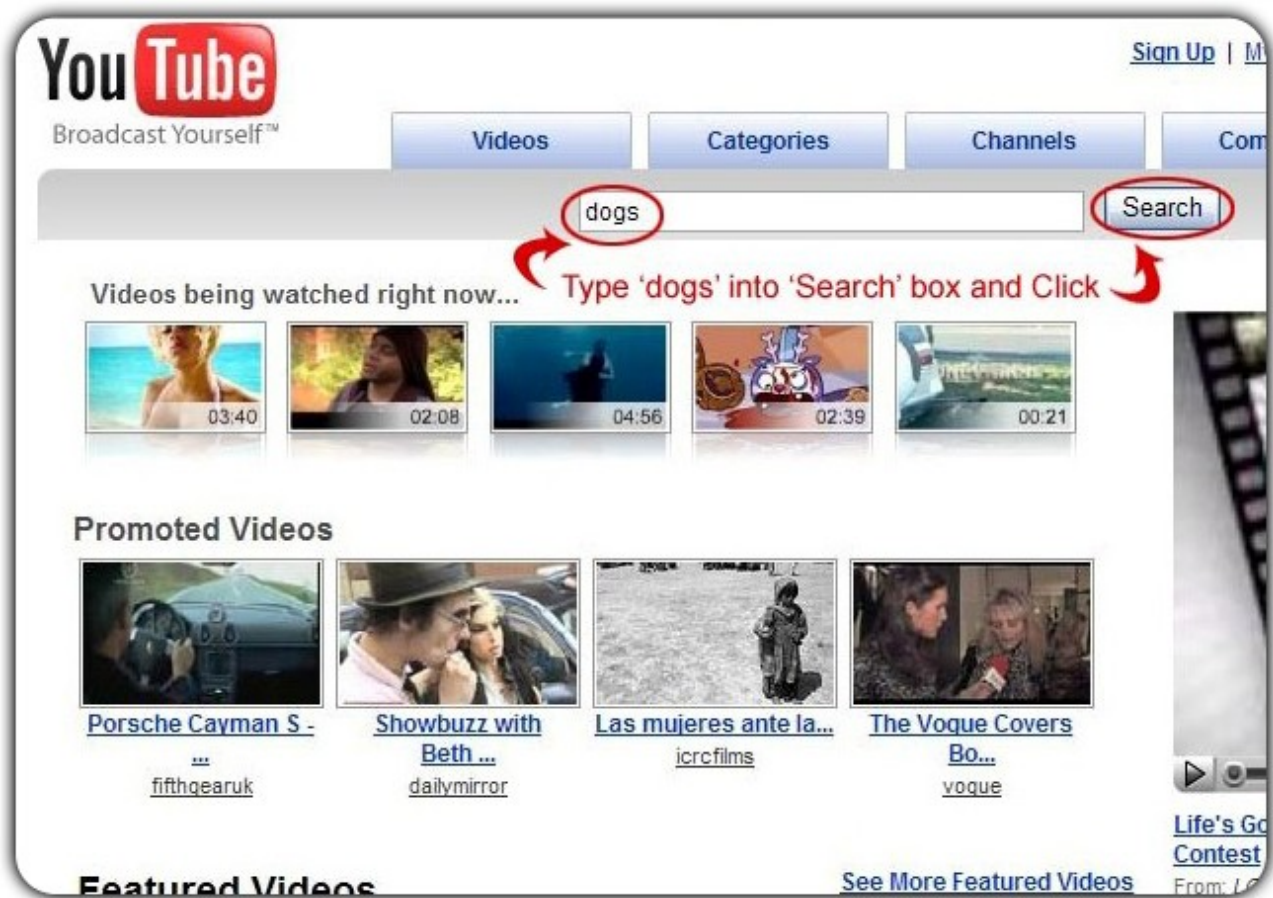 You Tube
Broadcast Yourself™
Sign Up | M
Videos
Categories
Channels
Com
dogs
Search
Type ‘dogs’ into ‘Search’ box and Click
Videos being watched right now...
03:40
02:08
04:56
02:39
00:21
Promoted Videos
Porsche Cayman S -
...
fifthgearuk
Showbuzz with
Beth ...
dailymirror
Las mujeres ante la...
icrcfilms
The Vogue Covers
Bo...
vogue
Life's Go
Contest
From:
Featured Videos
See More Featured Videos